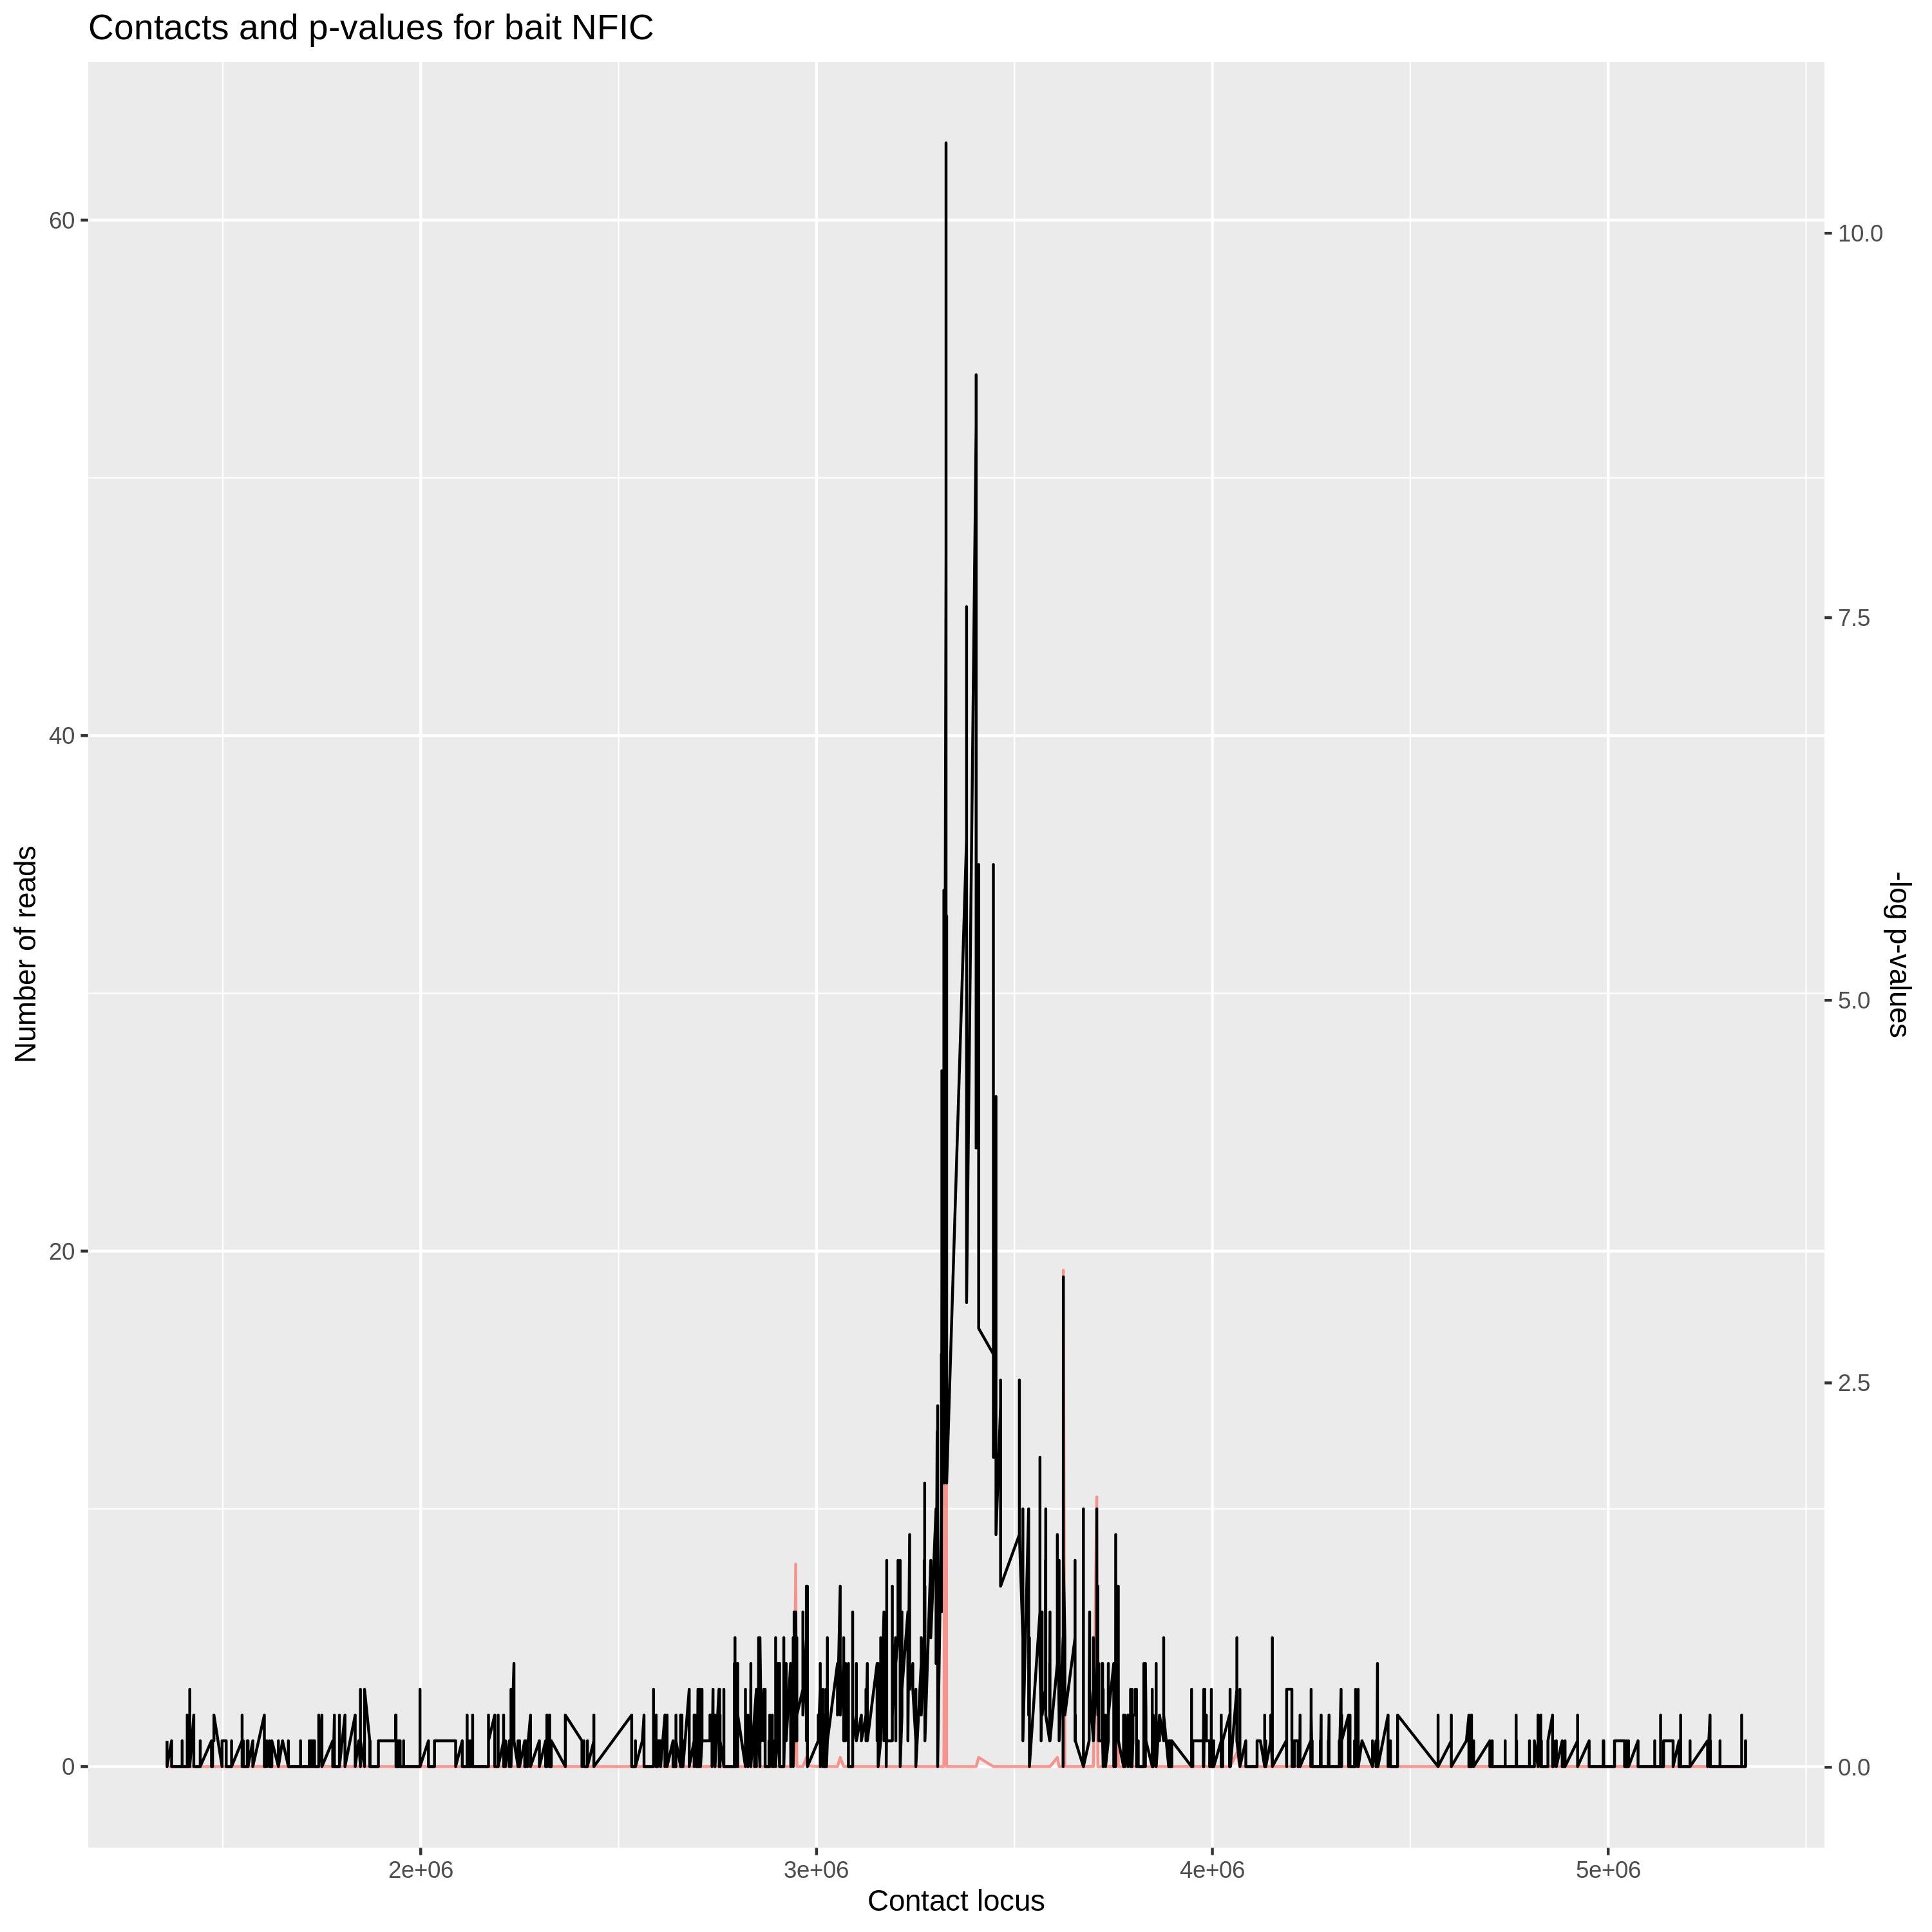 Contacts and p-values for bait NFIC
60
40
20
0
Number of reads
10.0
7.5
5.0
2.5
0.0
-log p-values
2e+06
3e+06
4e+06
5e+06
Contact locus